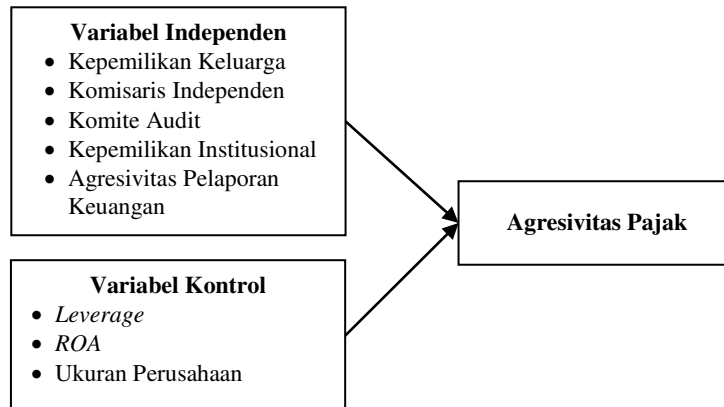 Variabel Independen
• Kepemilikan Keluarga
• Komisaris Independen
• Komite Audit
• Kepemilikan Institusional
• Agresivitas Pelaporan
Keuangan
Agresivitas Pajak
Variabel Kontrol
• Leverage
• ROA
• Ukuran Perusahaan